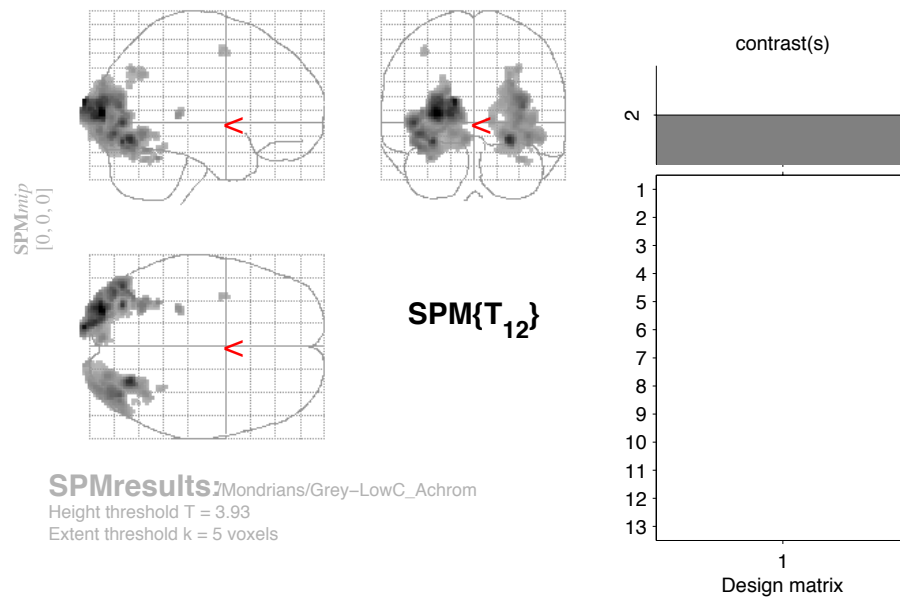 contrast(s)
2
<
<
SPMmip
[0, 0, 0]
<
SPM{T12}
1
2
3
4
5
6
7
8
9
10
11
12
13
1
Design matrix
SPMresults: /Mondrians/Grey−LowC_Achrom
Height threshold T = 3.93
Extent threshold k = 5 voxels